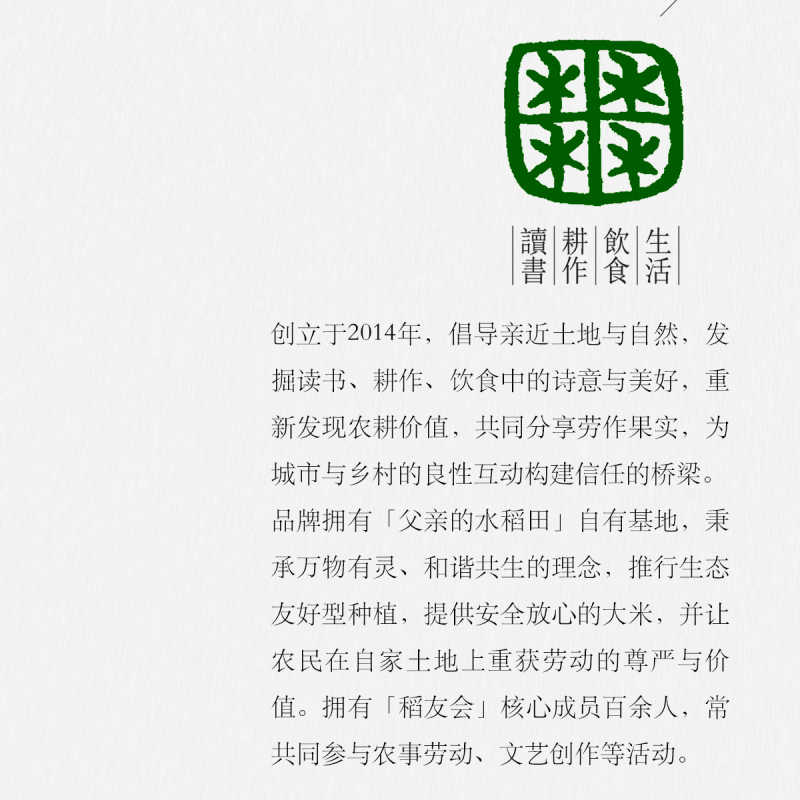 讀書
耕作
飲食
生活
创立于2014年，倡导亲近土地与自然，发
掘读书、耕作、饮食中的诗意与美好，重
新发现农耕价值，共同分享劳作果实，为
城市与乡村的良性互动构建信任的桥梁。
品牌拥有「父亲的水稻田」自有基地，秉
承万物有灵、和谐共生的理念，推行生态
友好型种植，提供安全放心的大米，并让
农民在自家土地上重获劳动的尊严与价
值。拥有「稻友会」核心成员百余人，常
共同参与农事劳动、文艺创作等活动。